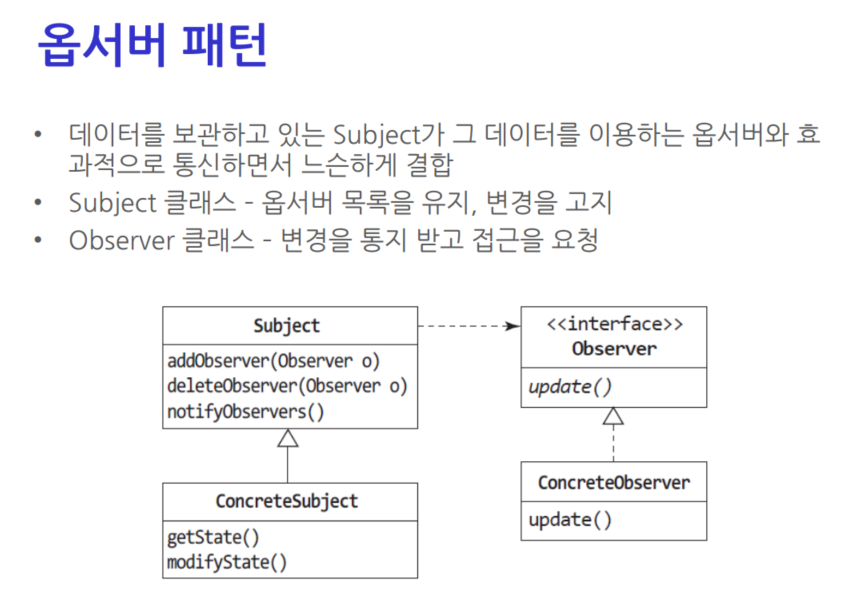 옵서버 패턴
• 데이터를 보관하고 있는 Subject가 그 데이터를 이용하는 옵서버와 효
과적으로 통신하면서 느슨하게 결합
• Subject 클래스 - 옵서버 목록을 유지, 변경을 고지
• Observer 클래스 - 변경을 통지 받고 접근을 요청
Subject
addObserver(Observer o)
deleteObserver(Observer o)
notifyObservers()
<<interface>>
Observer
update()
ConcreteSubject
getState()
modifyState()
ConcreteObserver
update()